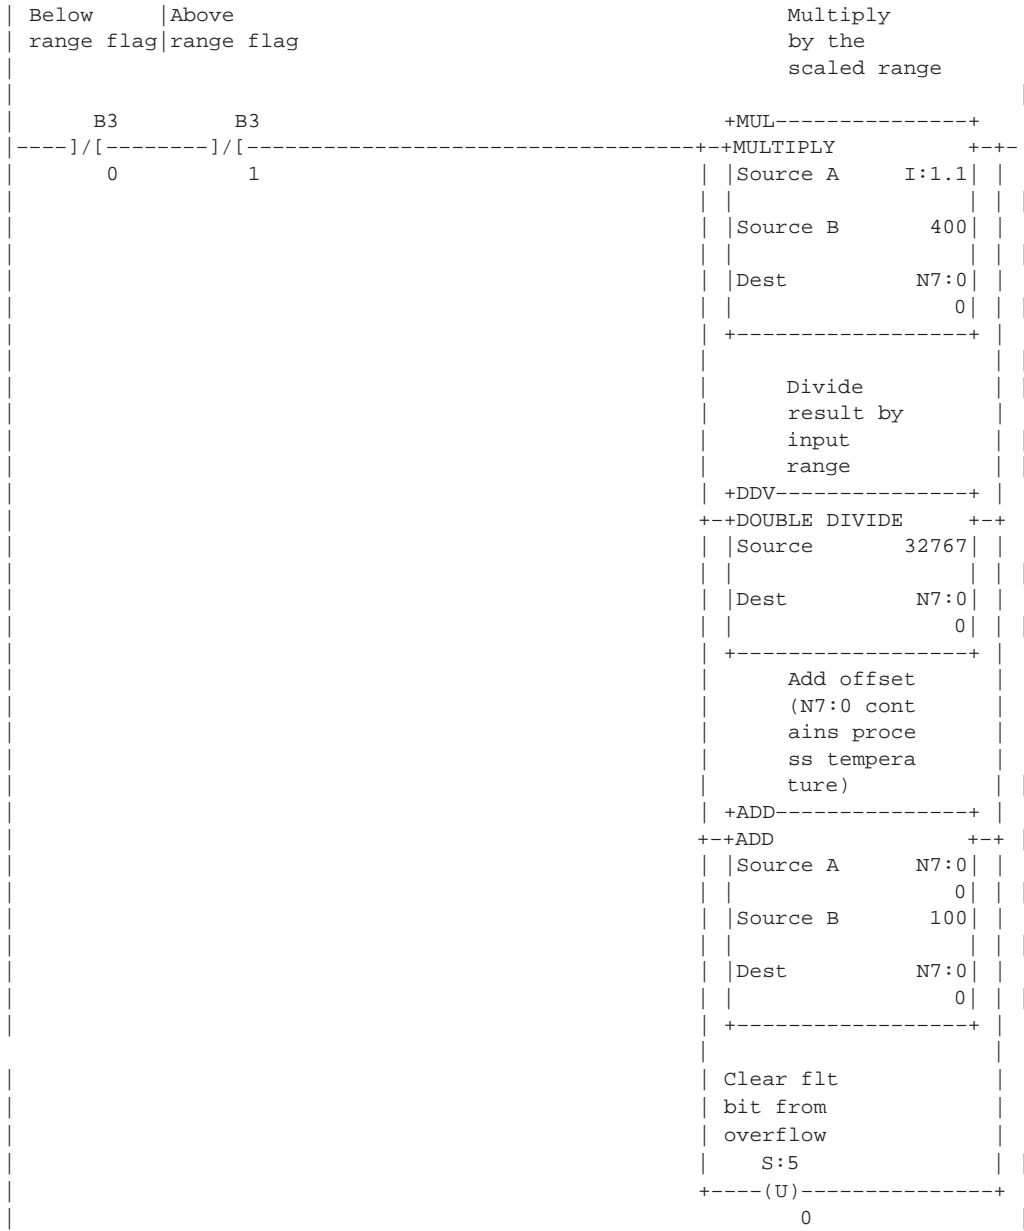 | Below     |Above                                     Multiply
| range flag|range flag                                by the
|                                                      scaled range
|                                                                        |
|      B3         B3                                 +MUL---------------+
|----]/[--------]/[----------------------------------+-+MULTIPLY          +-+-
|       0          1                                 | |Source A     I:1.1| |
|                                                    | |                  | | |
|                                                    | |Source B       400| |
|                                                    | |                  | | |
|                                                    | |Dest          N7:0| |
|                                                    | |                 0| | |
|                                                    | +------------------+ |
|                                                    |                      | |
|                                                    |      Divide          | |
|                                                    |      result by       |
|                                                    |      input           | |
|                                                    |      range           | |
|                                                    | +DDV---------------+ |
|                                                    +-+DOUBLE DIVIDE     +-+
|                                                    | |Source       32767| |
|                                                    | |                  | | |
|                                                    | |Dest          N7:0| |
|                                                    | |                 0| | |
|                                                    | +------------------+ |
|                                                    |      Add offset      |
|                                                    |      (N7:0 cont      |
|                                                    |      ains proce      |
|                                                    |      ss tempera      |
|                                                    |      ture)           | |
|                                                    | +ADD---------------+ |
|                                                    +-+ADD               +-+ |
|                                                    | |Source A      N7:0| |
|                                                    | |                 0| | |
|                                                    | |Source B       100| |
|                                                    | |                  | | |
|                                                    | |Dest          N7:0| |
|                                                    | |                 0| | |
|                                                    | +------------------+ |
                                                     |                      |
|                                                    | Clear flt            |
|                                                    | bit from             |
|                                                    | overflow             |
|                                                    |    S:5               | |
|                                                    +----(U)---------------+
|                                                          0                |